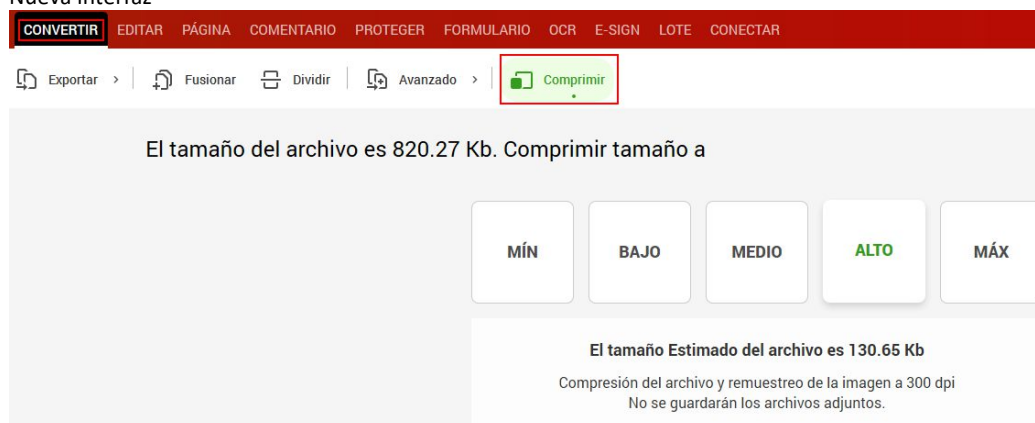 Nueva interfaz
CONVERTIR EDITAR PÁGINA COMENTARIO PROTEGER FORMULARIO OCR E-SIGN LOTE CONECTAR
Exportar > Fusionar Dividir Avanzado > Comprimir
El tamaño del archivo es 820.27 Kb. Comprimir tamaño a
MÍN BAJO MEDIO ALTO MÁX
El tamaño Estimado del archivo es 130.65 Kb
Compresión del archivo y remuestreo de la imagen a 300 dpi
No se guardarán los archivos adjuntos.